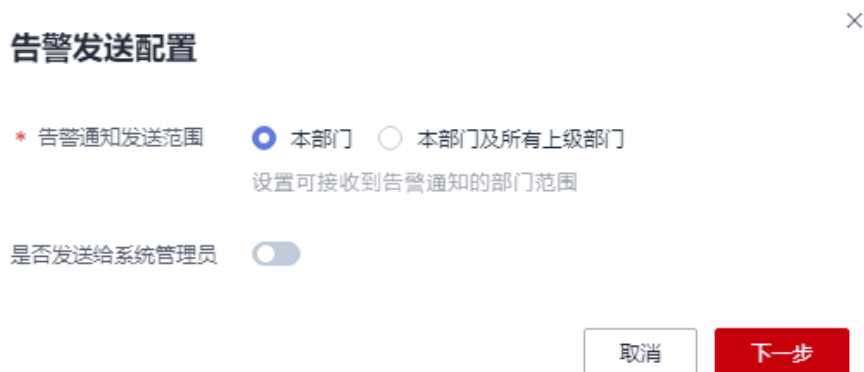 告警发送配置
* 告警通知发送范围 本部门 本部门及所有上级部门
设置可接收到告警通知的部门范围
是否发送给系统管理员
取消 下一步